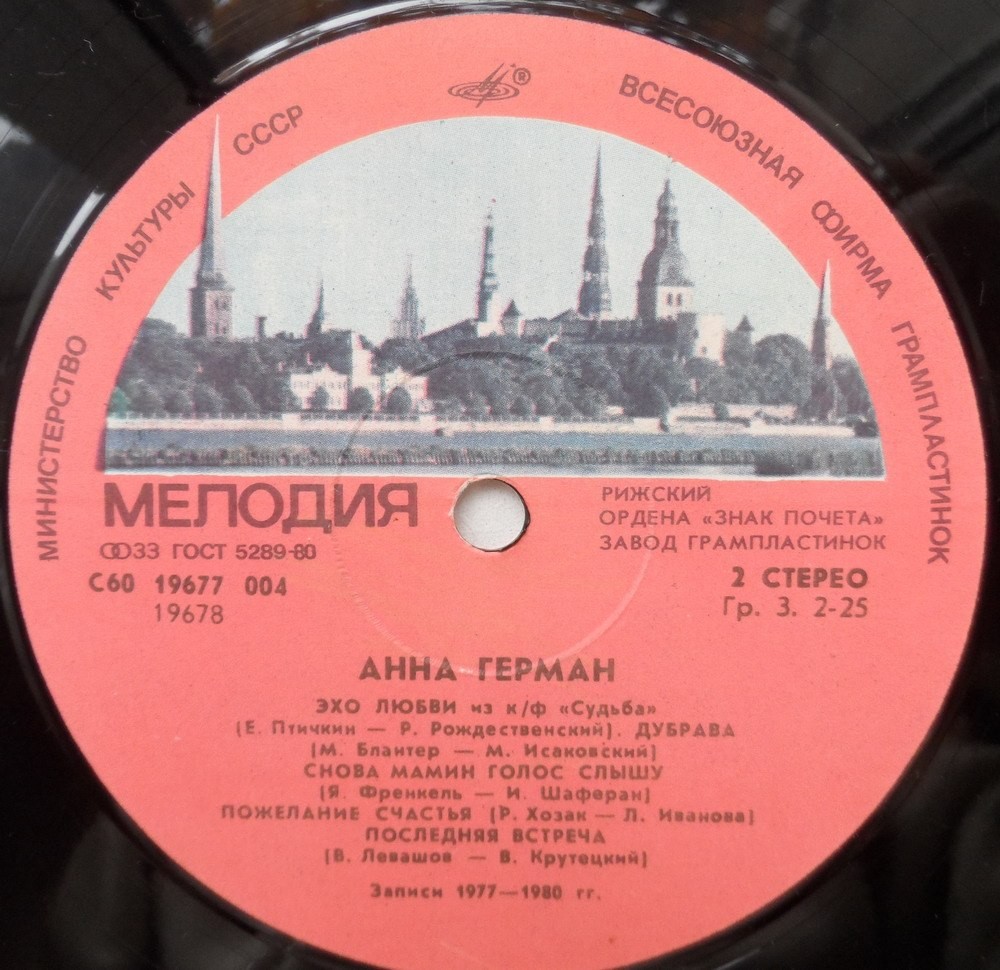 МИНИСТЕРСТВО КУЛЬТУРЫ СССР
®
ВСЕСОЮЗНАЯ ФИРМА ГРАМПЛАСТИНОК
МЕЛОДИЯ
33 ГОСТ 5289-80
С60 19677 004
19678
РИЖСКИЙ
ОРДЕНА «ЗНАК ПОЧЕТА»
ЗАВОД ГРАМПЛАСТИНОК
2 СТЕРЕО
Гр. 3. 2-25
АННА ГЕРМАН
ЭХО ЛЮБВИ из к/ф «Судьба»
(Е. Птичкин — Р. Рождественский). ДУБРАВА
(М. Блантер — М. Исаковский)
СНОВА МАМИН ГОЛОС СЛЫШУ
(Я. Френкель — И. Шаферан)
ПОЖЕЛАНИЕ СЧАСТЬЯ (Р. Хозак — Л. Иванова)
ПОСЛЕДНЯЯ ВСТРЕЧА
(В. Левашов — В. Крутецкий)
Записи 1977—1980 гг.